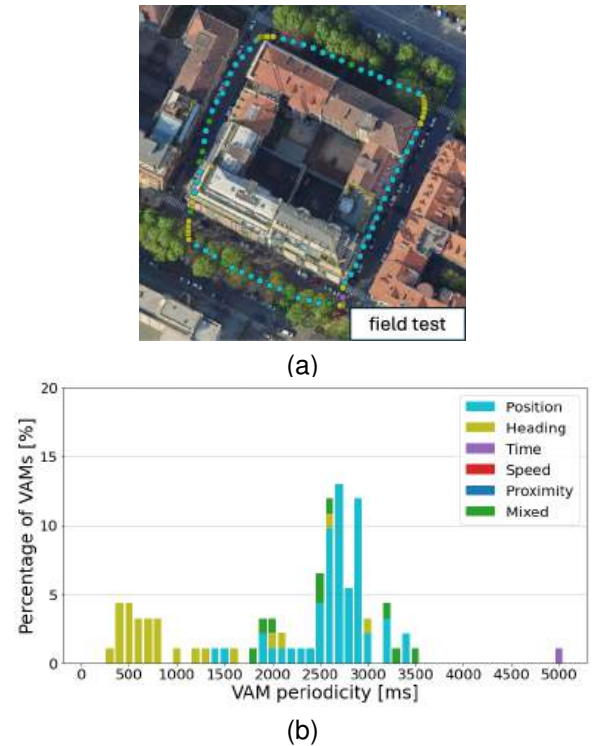 field test
(a)
20
15
10
5
0
Percentage of VAMs [%]
Position
Heading
Time
Speed
Proximity
Mixed
0 500 1000 1500 2000 2500 3000 3500 4000 4500 5000
VAM periodicity [ms]
(b)